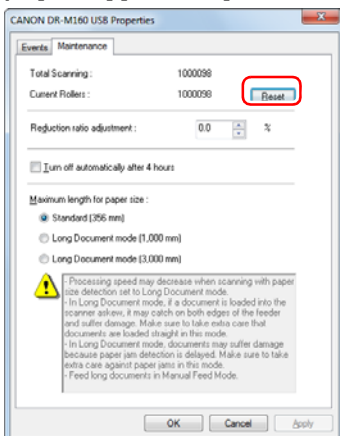 CANON DR-M160 USB Properties
Events Maintenance
Total Scanning : 1000098
Current Rollers : 1000098 Reset
Reduction ratio adjustment : 0.0 %
Turn off automatically after 4 hours
Maximum length for paper size :
Standard (356 mm)
Long Document mode (1,000 mm)
Long Document mode (3,000 mm)
- Processing speed may decrease when scanning with paper
size detection set to Long Document mode.
- In Long Document mode, if a document is loaded into the
scanner askew, it may catch on both edges of the feeder
and suffer damage. Make sure to take extra care that
documents are loaded straight in this mode.
- In Long Document mode, documents may suffer damage
because paper jam detection is delayed. Make sure to take
extra care against paper jams in this mode.
- Feed long documents in Manual Feed Mode.
OK Cancel Apply